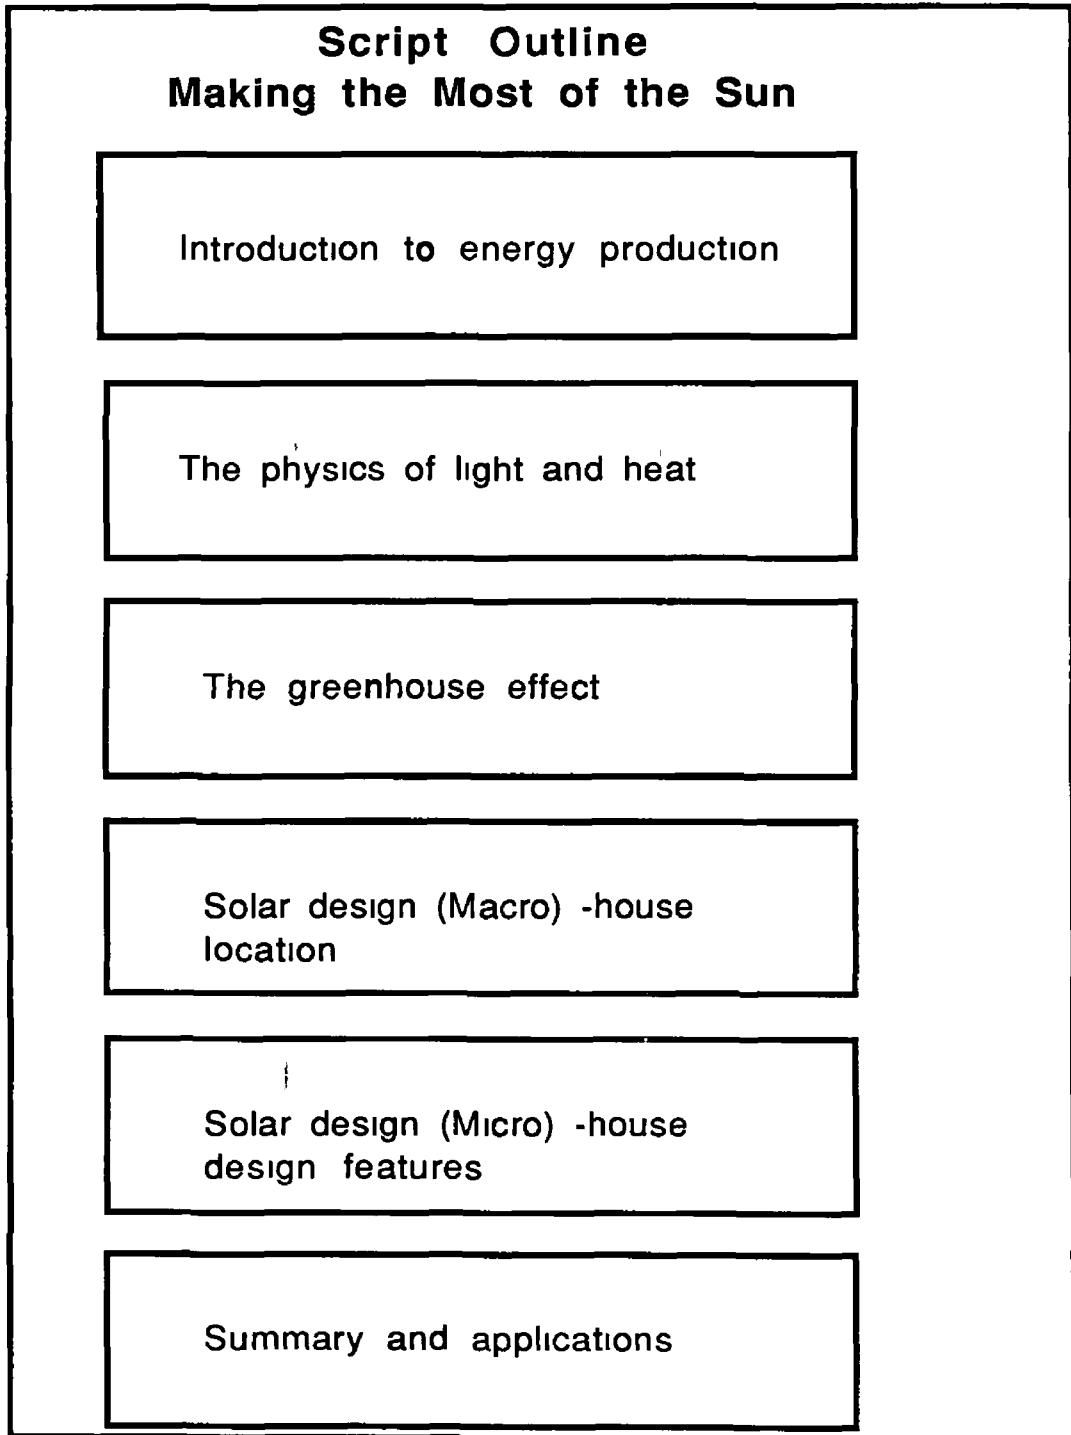 Script Outline
Making the Most of the Sun
Introduction to energy production
The physics of light and heat
The greenhouse effect
Solar design (Macro) -house
location
Solar design (Micro) -house
design features
Summary and applications